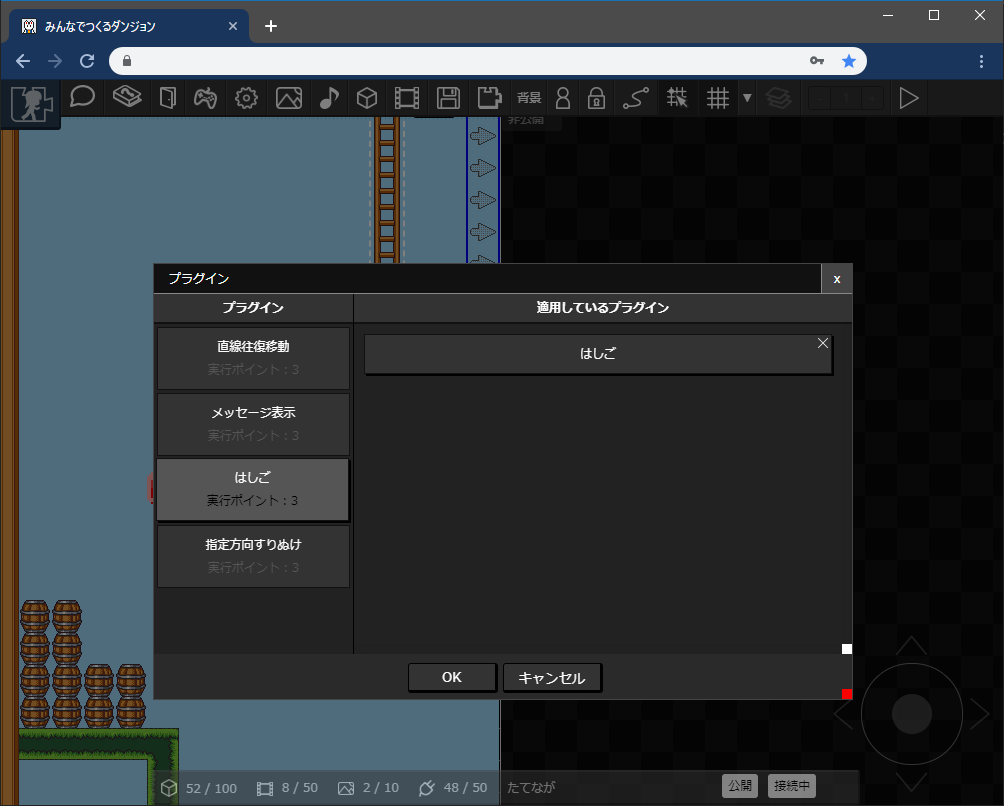 みんなでつくるダンジョン
背景
非公開
プラグイン
x
プラグイン
適用しているプラグイン
直線往復移動
実行ポイント：3
メッセージ表示
実行ポイント：3
はしご
実行ポイント：3
指定方向すりぬけ
実行ポイント：3
はしご
OK
キャンセル
52 / 100
8 / 50
2 / 10
48 / 50
たてなが
公開
接続中